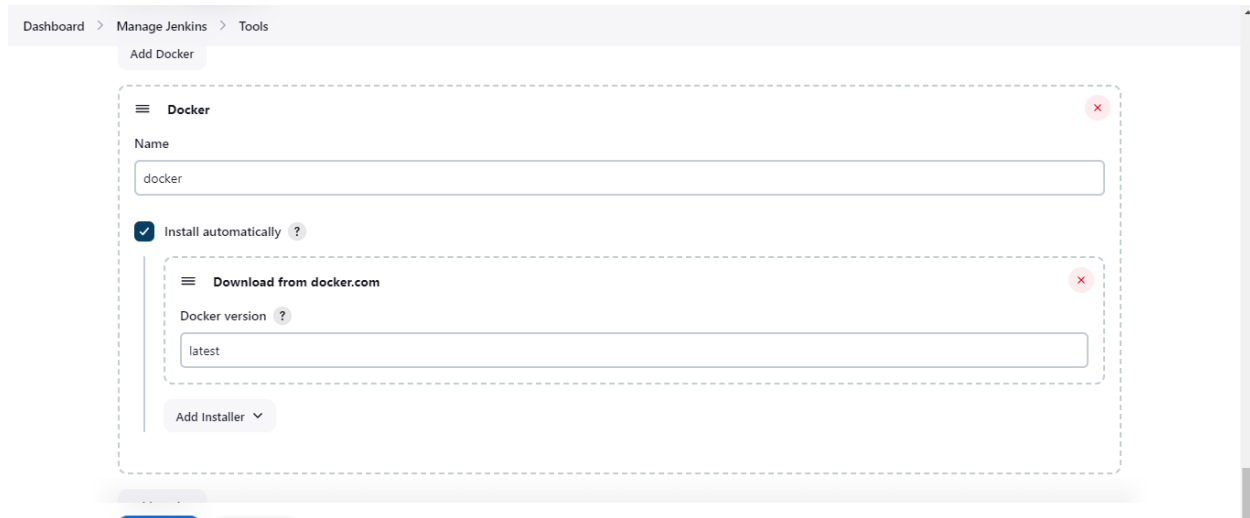 Dashboard > Manage Jenkins > Tools
Add Docker
Docker
Name
docker
Install automatically ?
Download from docker.com
Docker version ?
latest
Add Installer